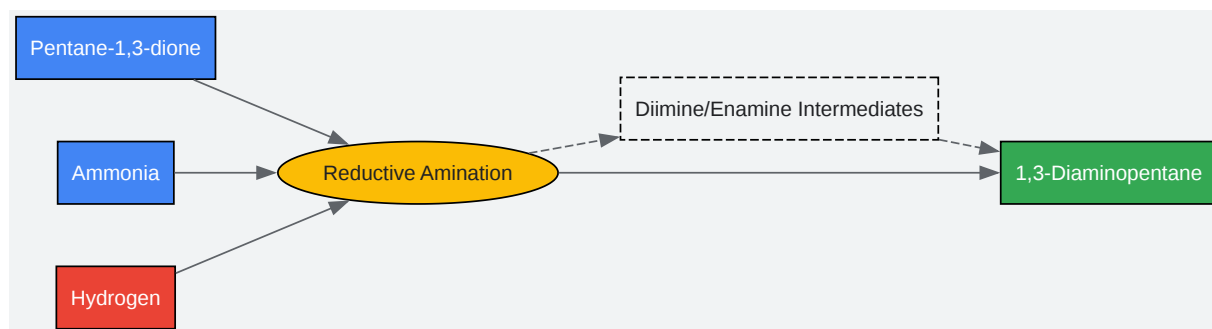 Pentane-1,3-dione
Diimine/Enamine Intermediates
Ammonia
Reductive Amination
1,3-Diaminopentane
Hydrogen